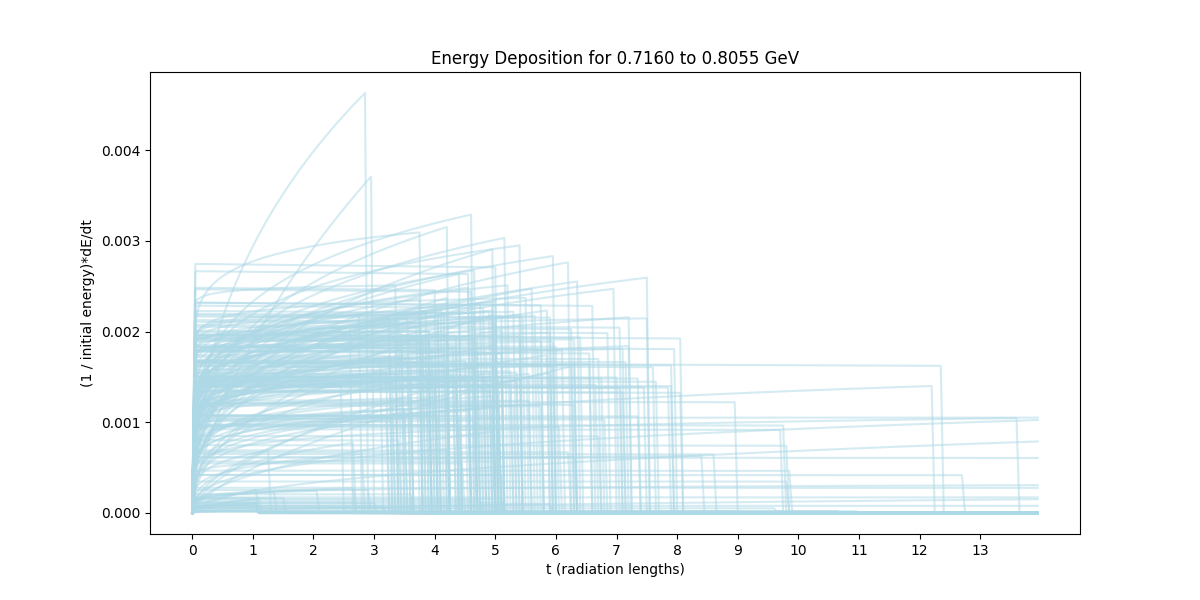 Energy Deposition for 0.7160 to 0.8055 GeV
(1 / initial energy)*dE/dt
0.004
0.003
0.002
0.001
0.000
0 1 2 3 4 5 6 7 8 9 10 11 12 13
t (radiation lengths)